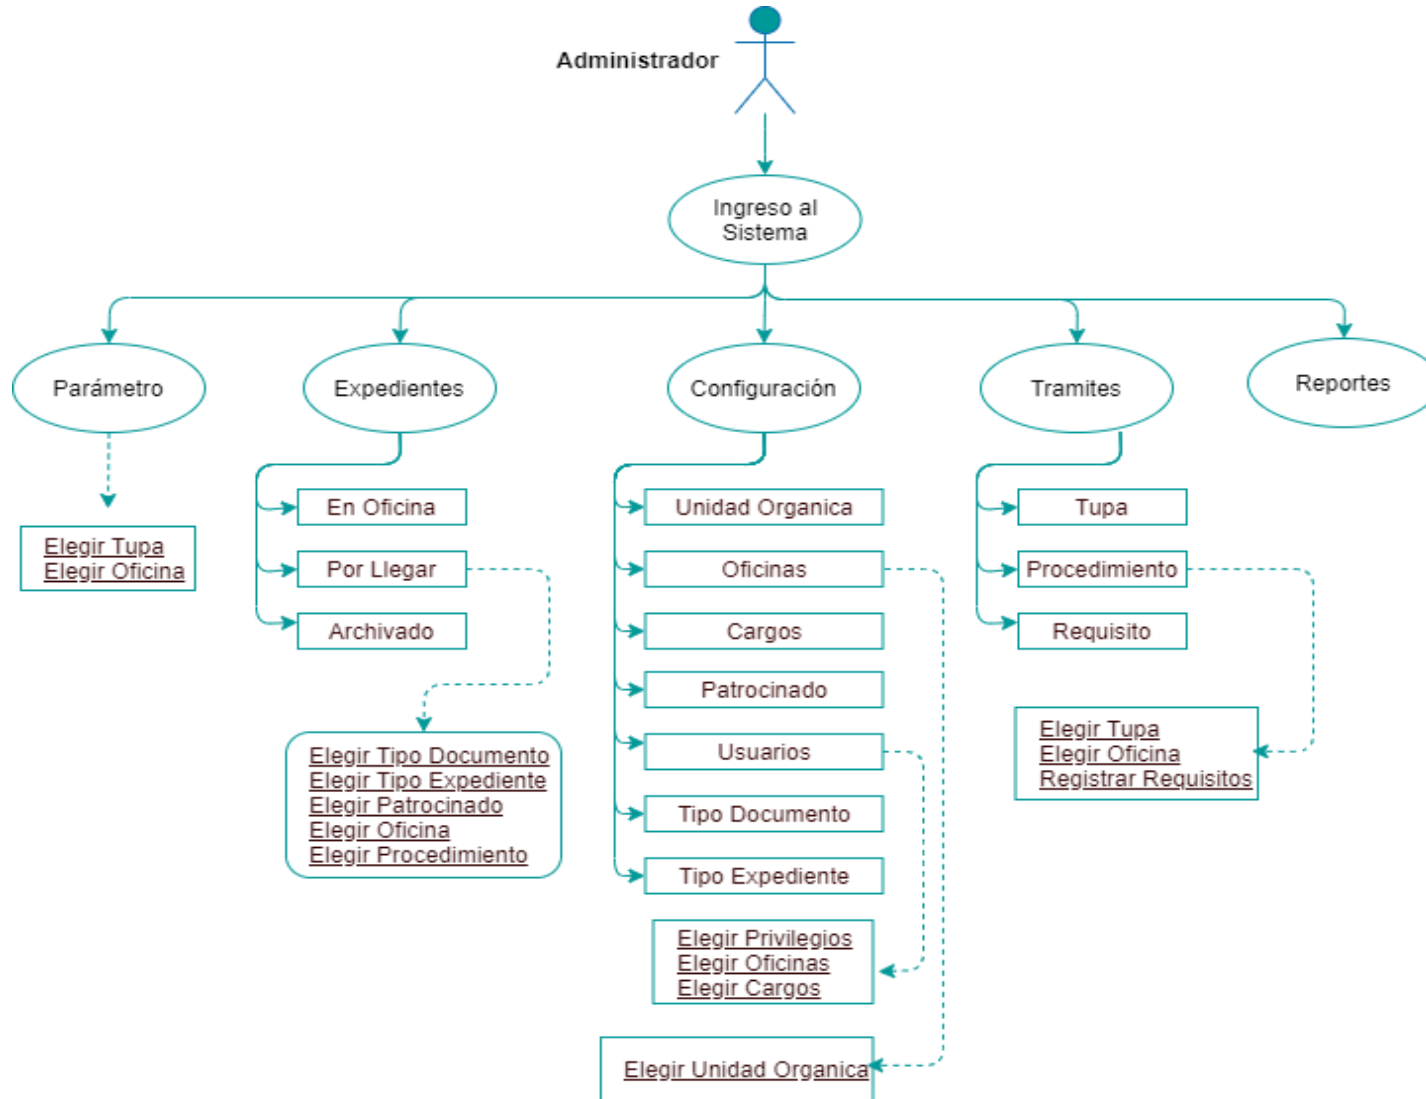 Administrador
Ingreso al
Sistema
Parámetro
Expedientes
Configuración
Tramites
Reportes
Elegir Tupa
Elegir Oficina
En Oficina
Por Llegar
Archivado
Elegir Tipo Documento
Elegir Tipo Expediente
Elegir Patrocinado
Elegir Oficina
Elegir Procedimiento
Unidad Organica
Oficinas
Cargos
Patrocinado
Usuarios
Tipo Documento
Tipo Expediente
Elegir Privilegios
Elegir Oficinas
Elegir Cargos
Elegir Unidad Organica
Tupa
Procedimiento
Requisito
Elegir Tupa
Elegir Oficina
Registrar Requisitos